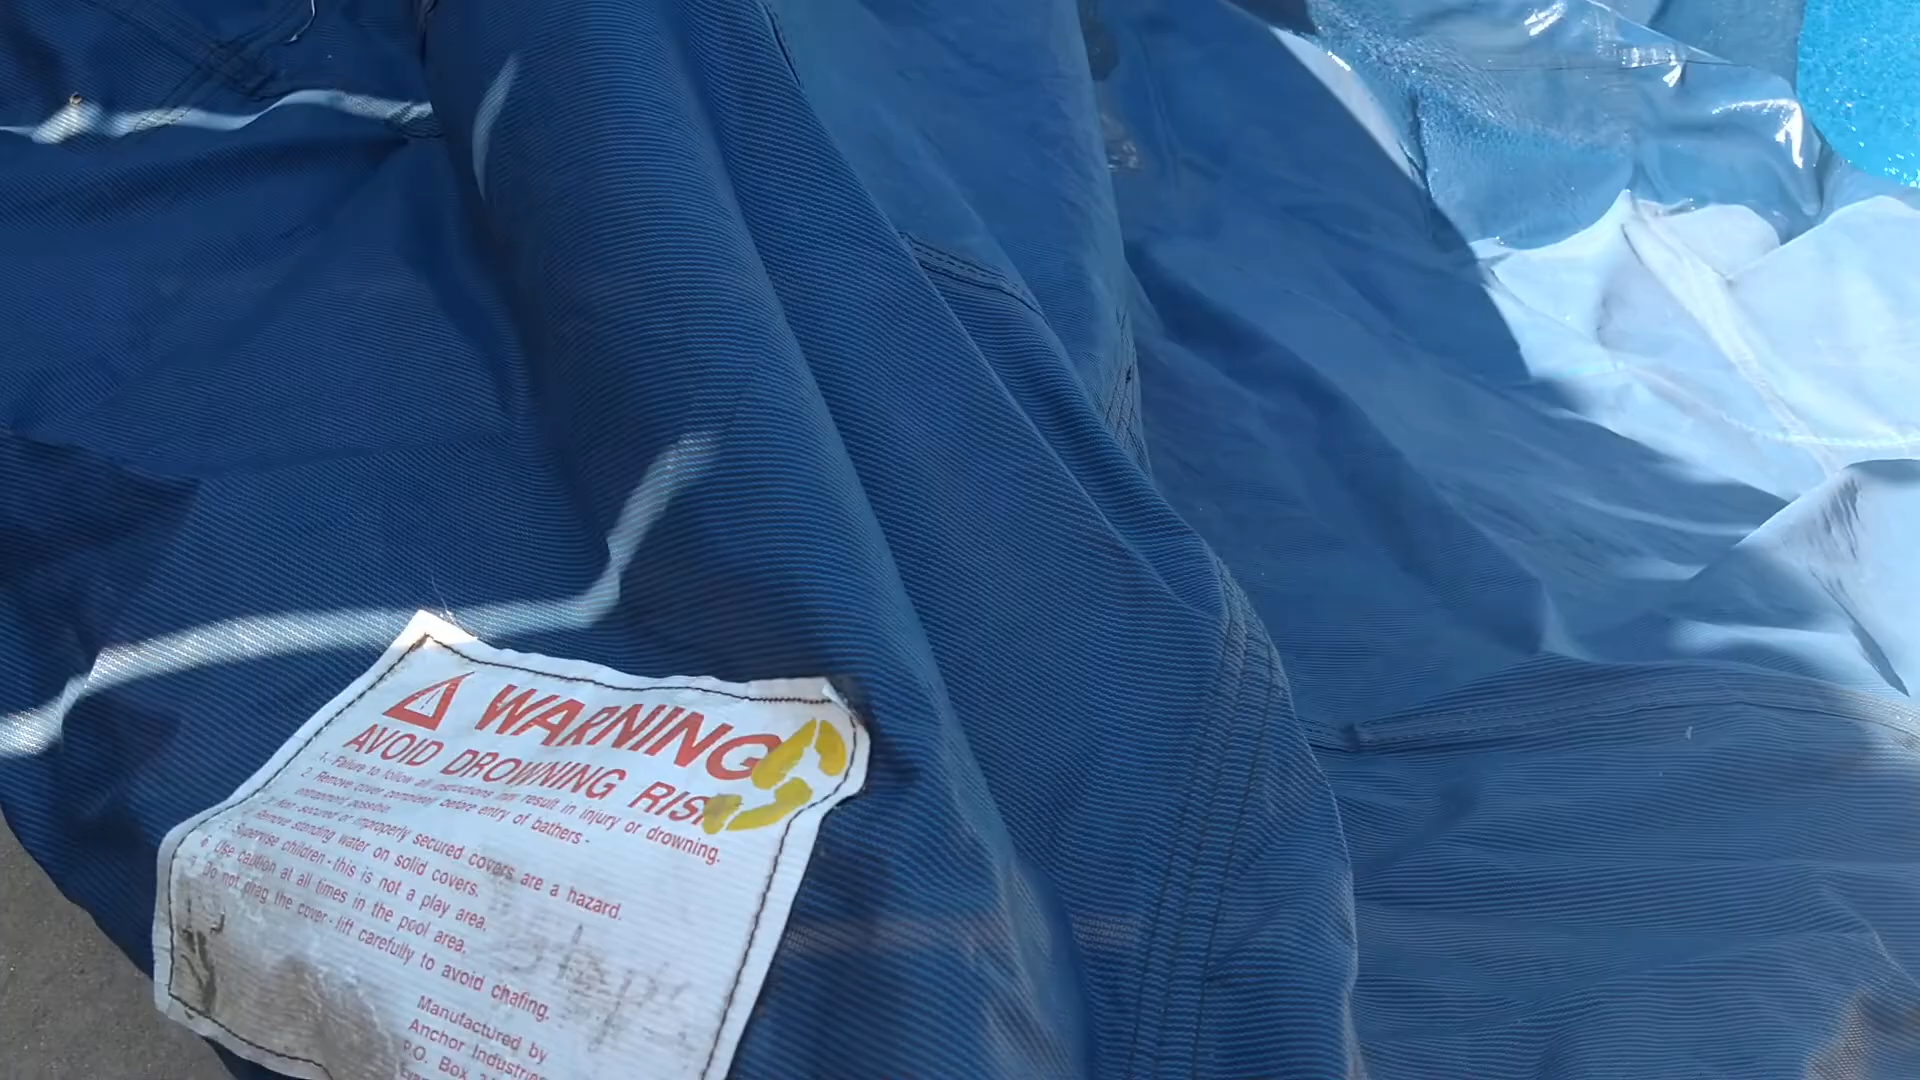 WARNING
AVOID DROWNING RISK
1. Failure to follow all instructions may result in injury or drowning.
2. Remove cover completely before entry of bathers -
entrapment possible.
3. Non-secured or improperly secured covers are a hazard.
Remove standing water on solid covers.
Supervise children - this is not a play area.
6. Use caution at all times in the pool area.
Do not drag the cover - lift carefully to avoid chafing.
steps
Manufactured by
Anchor Industries
P.O. Box